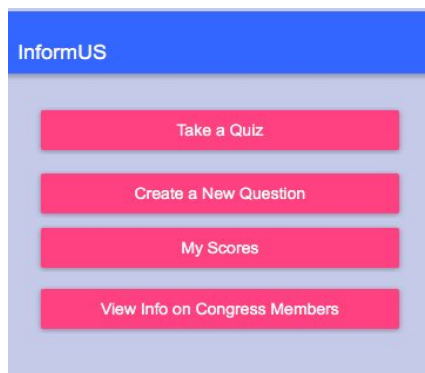 InformUS
Take a Quiz
Create a New Question
My Scores
View Info on Congress Members